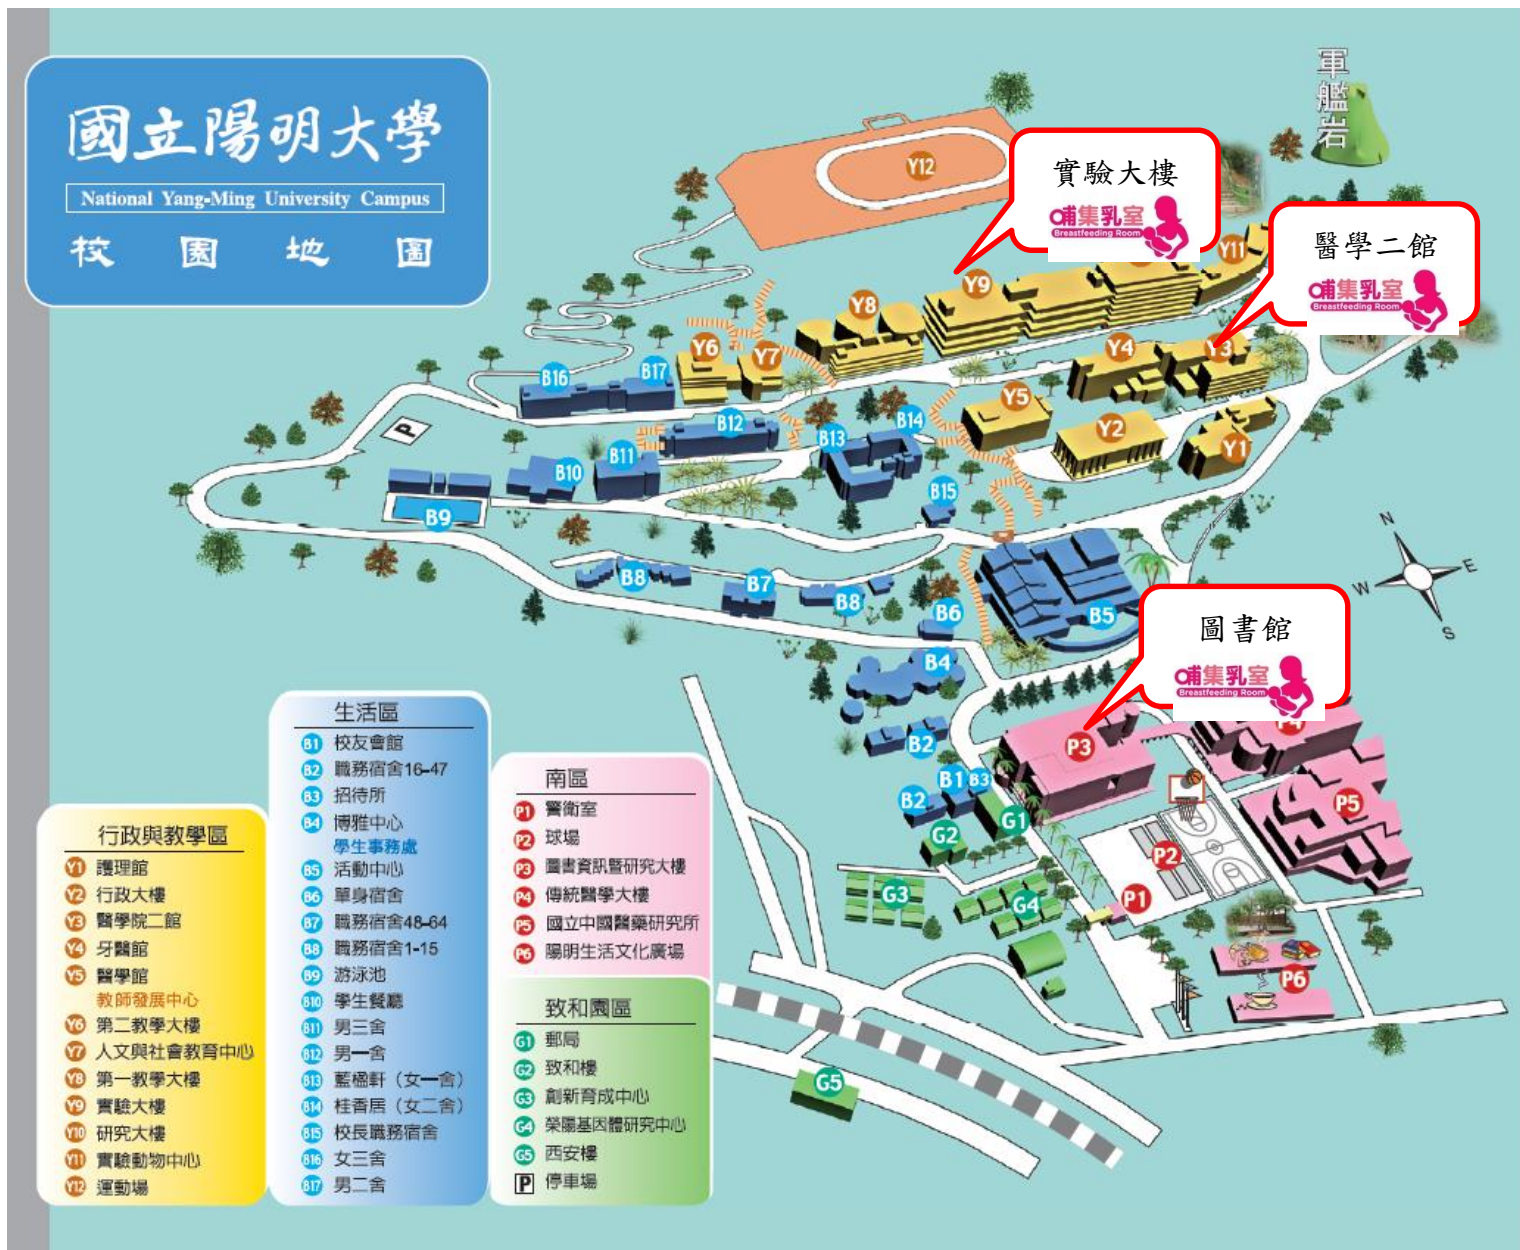 國立陽明大學
National Yang-Ming University Campus
校園地圖
軍艦岩
實驗大樓
哺集乳室
Breastfeeding Room
醫學二館
哺集乳室
Breastfeeding Room
圖書館
哺集乳室
Breastfeeding Room
Y12
Y11
Y9
Y8
Y6
Y7
Y4
Y3
Y5
Y2
Y1
B16
B17
B12
B14
B13
B11
B10
B15
B9
P
B8
B7
B8
B6
B5
B4
B2
B1
B3
B2
G1
G2
G3
G4
G5
P3
P4
P5
P2
P1
P6
N
E
W
S
行政與教學區
Y1 護理館
Y2 行政大樓
Y3 醫學院二館
Y4 牙醫館
Y5 醫學館
教師發展中心
Y6 第二教學大樓
Y7 人文與社會教育中心
Y8 第一教學大樓
Y9 實驗大樓
Y10 研究大樓
Y11 實驗動物中心
Y12 運動場
生活區
B1 校友會館
B2 職務宿舍16-47
B3 招待所
B4 博雅中心
學生事務處
B5 活動中心
B6 單身宿舍
B7 職務宿舍48-64
B8 職務宿舍1-15
B9 游泳池
B10 學生餐廳
B11 男三舍
B12 男一舍
B13 藍楹軒（女一舍）
B14 桂香居（女二舍）
B15 校長職務宿舍
B16 女三舍
B17 男二舍
南區
P1 警衛室
P2 球場
P3 圖書資訊暨研究大樓
P4 傳統醫學大樓
P5 國立中國醫藥研究所
P6 陽明生活文化廣場
致和園區
G1 郵局
G2 致和樓
G3 創新育成中心
G4 榮陽基因體研究中心
G5 西安樓
P 停車場